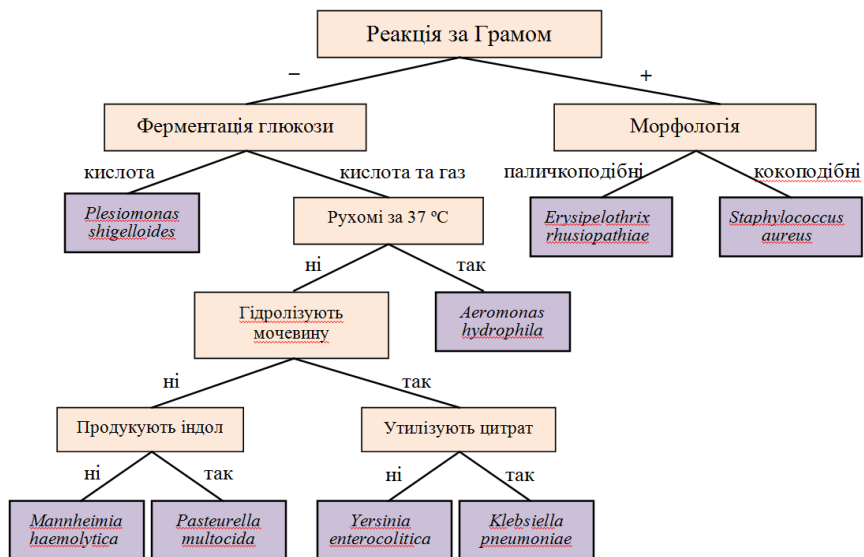 Реакція за Грамом
–
+
Ферментація глюкози
Морфологія
кислота
кислота та газ
паличкоподібні
кокоподібні
Plesiomonas
shigelloides
Рухомі за 37 ºС
Erysipelothrix
rhusiopathiae
Staphylococcus
aureus
ні
так
Гідролізують
мочевину
Aeromonas
hydrophila
ні
так
Продукують індол
Утилізують цитрат
ні
так
ні
так
Mannheimia
haemolytica
Pasteurella
multocida
Yersinia
enterocolitica
Klebsiella
pneumoniae